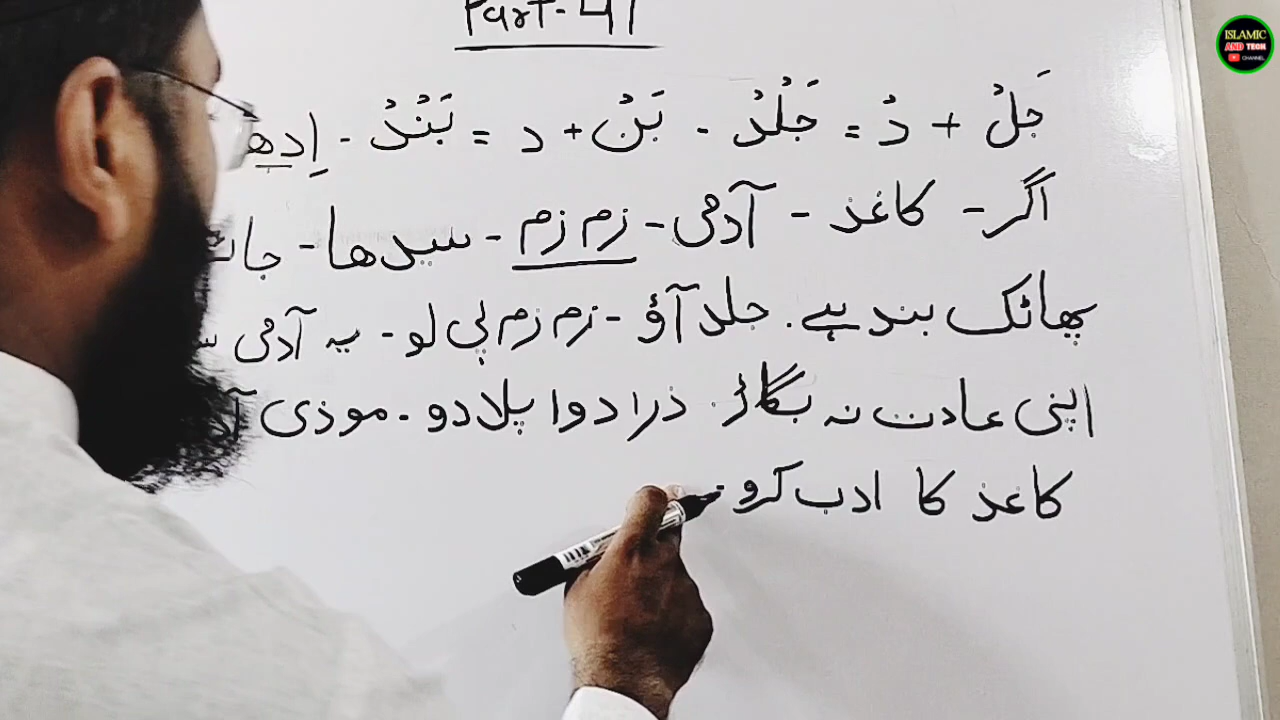 Part-41
جَلْ + دْ = جَلْدْ - بَنْ + د = بَنْدْ - اِدھ
اگر - کاغذ - آدمی - زم زم - سیدھا -
پھاٹک بند ہے. جلد آؤ - زم زم پی لو - یہ آدمی
اپنی عادت نہ بگاڑ. ذرا دوا پلا دو - موذی
کاغذ کا ادب کرو.
ISLAMIC
AND TECH
CHANNEL